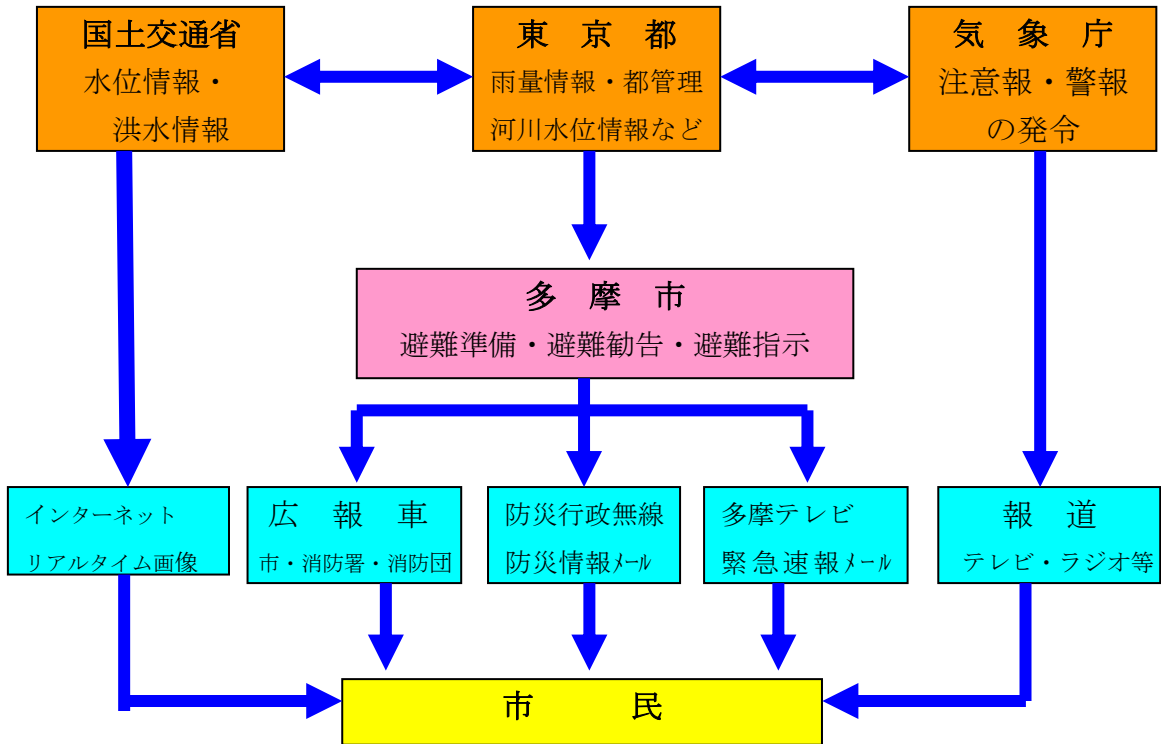 国土交通省
水位情報・
洪水情報
東 京 都
雨量情報・都管理
河川水位情報など
気 象 庁
注意報・警報
の発令
多 摩 市
避難準備・避難勧告・避難指示
インターネット
リアルタイム画像
広 報 車
市・消防署・消防団
防災行政無線
防災情報メール
多摩テレビ
緊急速報メール
報 道
テレビ・ラジオ等
市 民